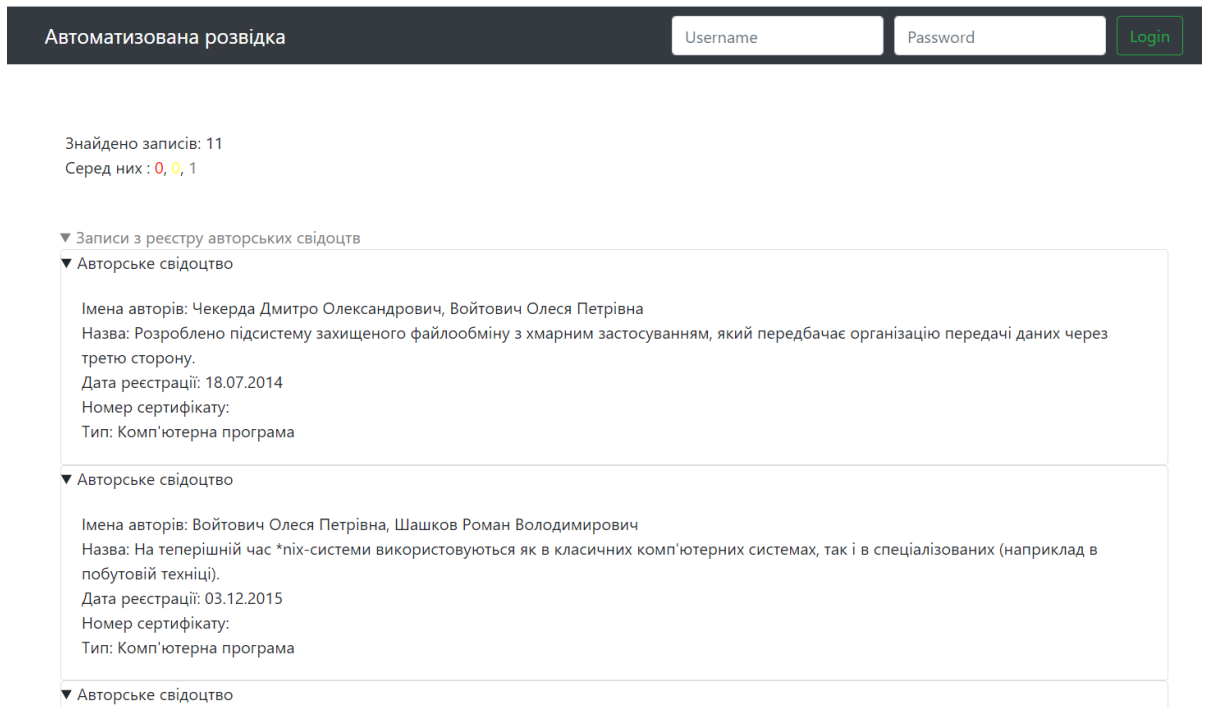 Автоматизована розвідка
Username
Password
Login
Знайдено записів: 11
Серед них : 0, 0, 1
▼ Записи з реєстру авторських свідоцтв
▼ Авторське свідоцтво
Імена авторів: Чекерда Дмитро Олександрович, Войтович Олеся Петрівна
Назва: Розроблено підсистему захищеного файлообміну з хмарним застосуванням, який передбачає організацію передачі даних через
третю сторону.
Дата реєстрації: 18.07.2014
Номер сертифікату:
Тип: Комп'ютерна програма
▼ Авторське свідоцтво
Імена авторів: Войтович Олеся Петрівна, Шашков Роман Володимирович
Назва: На теперішній час *nix-системи використовуються як в класичних комп'ютерних системах, так і в спеціалізованих (наприклад в
побутовій техніці).
Дата реєстрації: 03.12.2015
Номер сертифікату:
Тип: Комп'ютерна програма
▼ Авторське свідоцтво